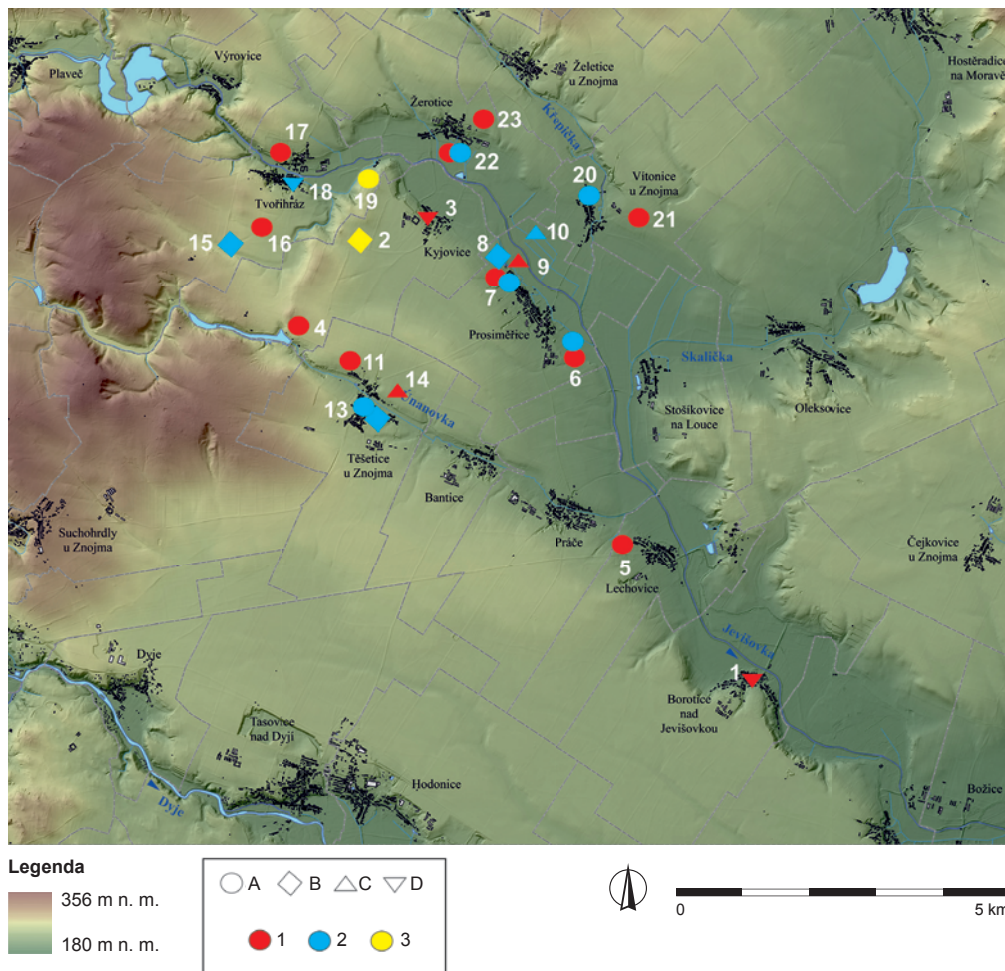 Výrovice
Plaveč
Želetice
u Znojma
Hostěradice
na Moravě
Žerotice
23
Křepička
17
22
Vítonice
u Znojma
20
18
Tvořihráz
19
3
21
16
15
2
Kyjovice
8
10
9
7
Prosiměřice
4
6
Skalička
11
14
Oleksovice
Stošíkovice
na Louce
13
Těšetice
u Znojma
Bantice
Suchohrdly
u Znojma
Práče
Čejkovice
u Znojma
5
Lechovice
Jevišovka
Dyje
1
Borotice
nad
Jevišovkou
Tasovice
nad Dyjí
Hodonice
Božice
Dyje
Legenda
356 m n. m.
180 m n. m.
A B C D
1 2 3
0 5 km